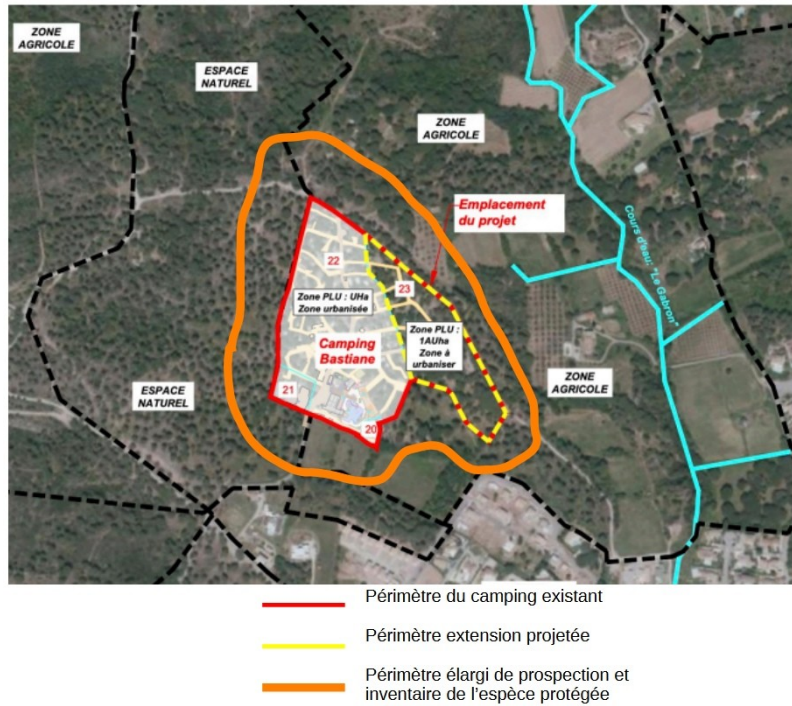 ZONE
AGRICOLE
ESPACE
NATUREL
ZONE
AGRICOLE
Emplacement
du projet
Cours d'eau: "Le Gabron"
22
23
Zone PLU : UHa
Zone urbanisée
Zone PLU :
1AUha
Zone à
urbaniser
Camping
Bastiane
ESPACE
NATUREL
21
20
ZONE
AGRICOLE
Périmètre du camping existant
Périmètre extension projetée
Périmètre élargi de prospection et
inventaire de l'espèce protégée